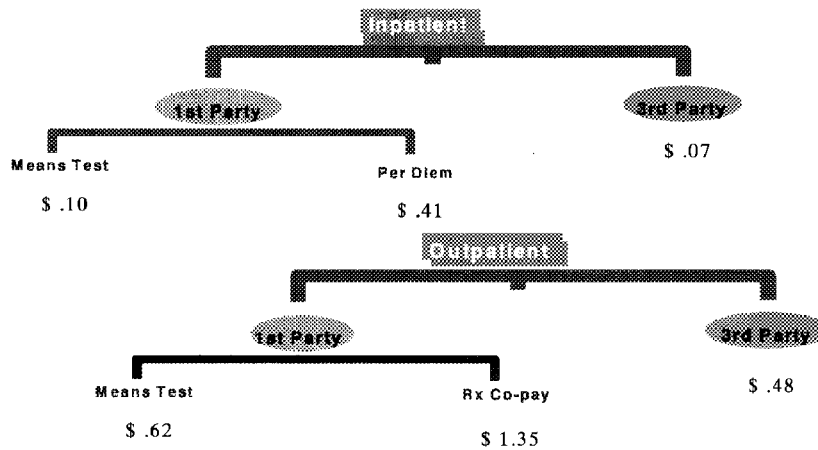 Inpatient
1st Party
3rd Party
Means Test
Per Diem
$ .07
$ .10
$ .41
Outpatient
1st Party
3rd Party
Means Test
Rx Co-pay
$ .48
$ .62
$ 1.35